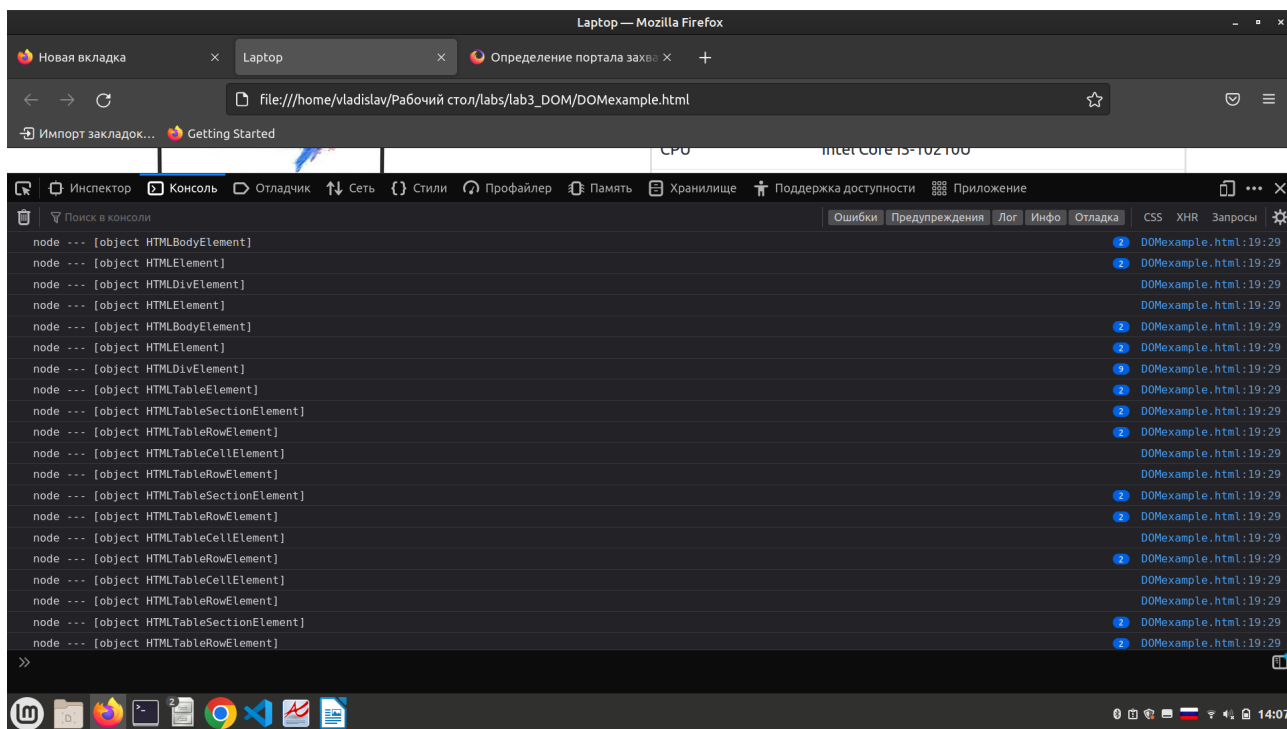 Laptop — Mozilla Firefox
Новая вкладка
Laptop
Определение портала захва
file:///home/vladislav/Рабочий стол/labs/lab3_DOM/DOMexample.html
Импорт закладок... Getting Started
CPU Intel Core i5-10210U
Инспектор Консоль Отладчик Сеть {} Стили Профайлер Память Хранилище Поддержка доступности Приложение
Поиск в консоли Ошибки Предупреждения Лог Инфо Отладка CSS XHR Запросы
node --- [object HTMLBodyElement] 2 DOMexample.html:19:29
node --- [object HTMLElement] 2 DOMexample.html:19:29
node --- [object HTMLDivElement] DOMexample.html:19:29
node --- [object HTMLElement] DOMexample.html:19:29
node --- [object HTMLBodyElement] 2 DOMexample.html:19:29
node --- [object HTMLElement] 2 DOMexample.html:19:29
node --- [object HTMLDivElement] 9 DOMexample.html:19:29
node --- [object HTMLTableElement] 2 DOMexample.html:19:29
node --- [object HTMLTableSectionElement] 2 DOMexample.html:19:29
node --- [object HTMLTableRowElement] 2 DOMexample.html:19:29
node --- [object HTMLTableCellElement] DOMexample.html:19:29
node --- [object HTMLTableRowElement] DOMexample.html:19:29
node --- [object HTMLTableSectionElement] 2 DOMexample.html:19:29
node --- [object HTMLTableRowElement] 2 DOMexample.html:19:29
node --- [object HTMLTableCellElement] DOMexample.html:19:29
node --- [object HTMLTableRowElement] 2 DOMexample.html:19:29
node --- [object HTMLTableCellElement] DOMexample.html:19:29
node --- [object HTMLTableRowElement] DOMexample.html:19:29
node --- [object HTMLTableSectionElement] 2 DOMexample.html:19:29
node --- [object HTMLTableRowElement] 2 DOMexample.html:19:29
2
14:07